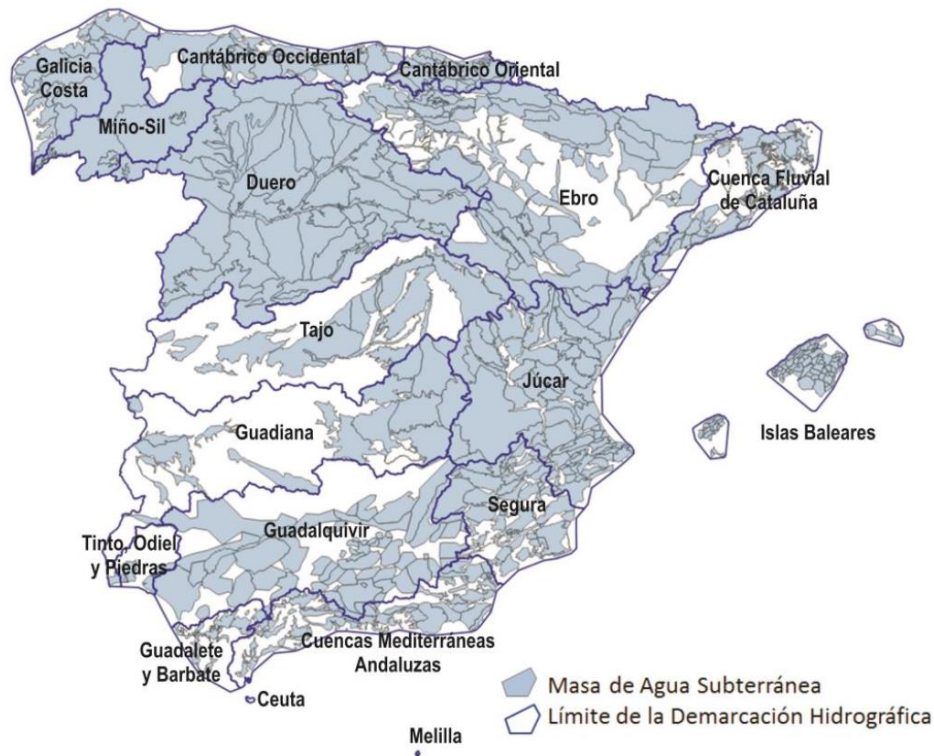 Galicia
Costa
Cantábrico Occidental
Cantábrico Oriental
Miño-Sil
Duero
Ebro
Cuenca Fluvial
de Cataluña
Tajo
Júcar
Guadiana
Islas Baleares
Segura
Guadalquivir
Tinto, Odiel
y Piedras
Guadalete
y Barbate
Cuencas Mediterráneas
Andaluzas
Ceuta
Melilla
Masa de Agua Subterránea
Límite de la Demarcación Hidrográfica